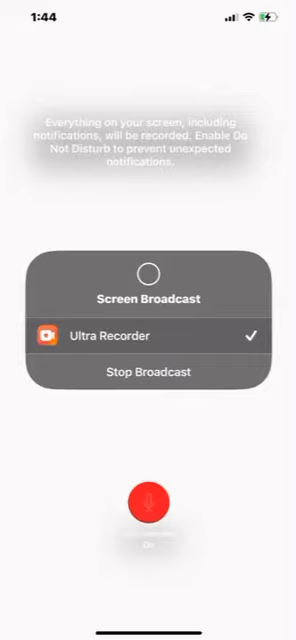 1:44
Everything on your screen, including
notifications, will be recorded. Enable Do
Not Disturb to prevent unexpected
notifications.
Screen Broadcast
Ultra Recorder
Stop Broadcast
On